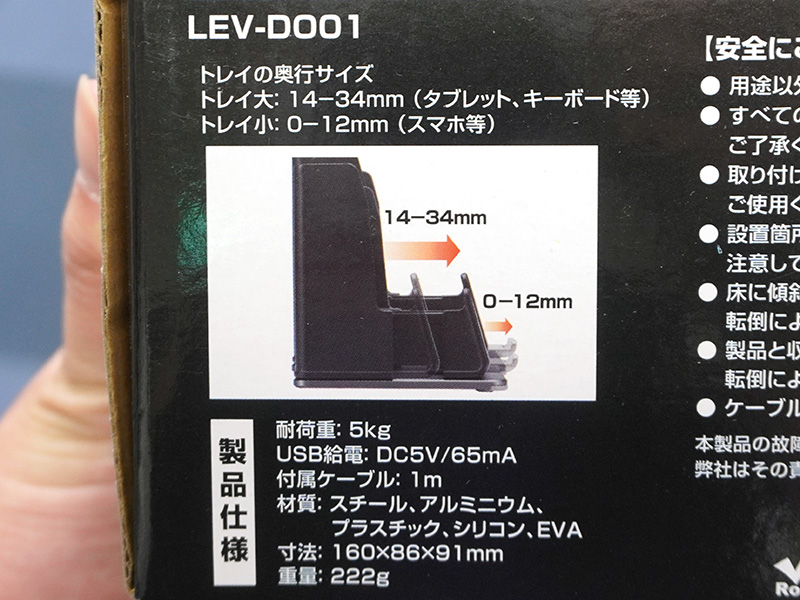 LEV-D001
トレイの奥行サイズ
トレイ大: 14−34mm（タブレット、キーボード等）
トレイ小: 0−12mm（スマホ等）
14−34mm
0−12mm
製品仕様
耐荷重: 5kg
USB給電: DC5V/65mA
付属ケーブル: 1m
材質: スチール、アルミニウム、
プラスチック、シリコン、EVA
寸法: 160×86×91mm
重量: 222g
【安全にご
● 用途以外
● すべての
ご了承く
● 取り付け
ご使用く
● 設置箇所
注意して
● 床に傾斜
転倒によ
● 製品と収
転倒によ
● ケーブル
本製品の故障
弊社はその責
Ro